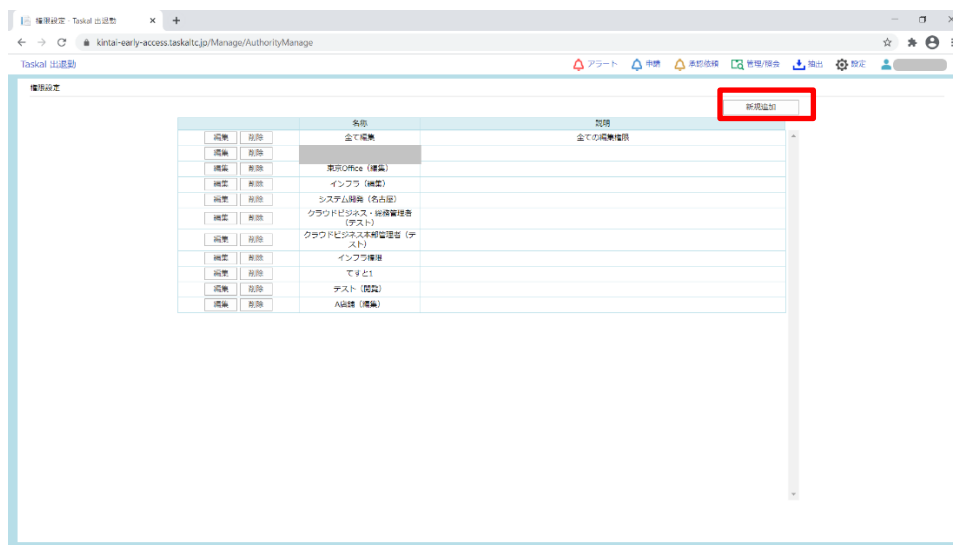 権限設定 - Taskal 出退勤
kintai-early-access.taskaltc.jp/Manage/AuthorityManage
Taskal 出退勤 アラート 申請 承認依頼 管理/照会 抽出 設定
権限設定
新規追加
名称 説明
編集 削除 全て編集 全ての編集権限
編集 削除
編集 削除 東京Office（編集）
編集 削除 インフラ（編集）
編集 削除 システム開発（名古屋）
編集 削除 クラウドビジネス・総務管理者
（テスト）
編集 削除 クラウドビジネス本部管理者（テ
スト）
編集 削除 インフラ権限
編集 削除 てすと1
編集 削除 テスト（閲覧）
編集 削除 A店舗（編集）